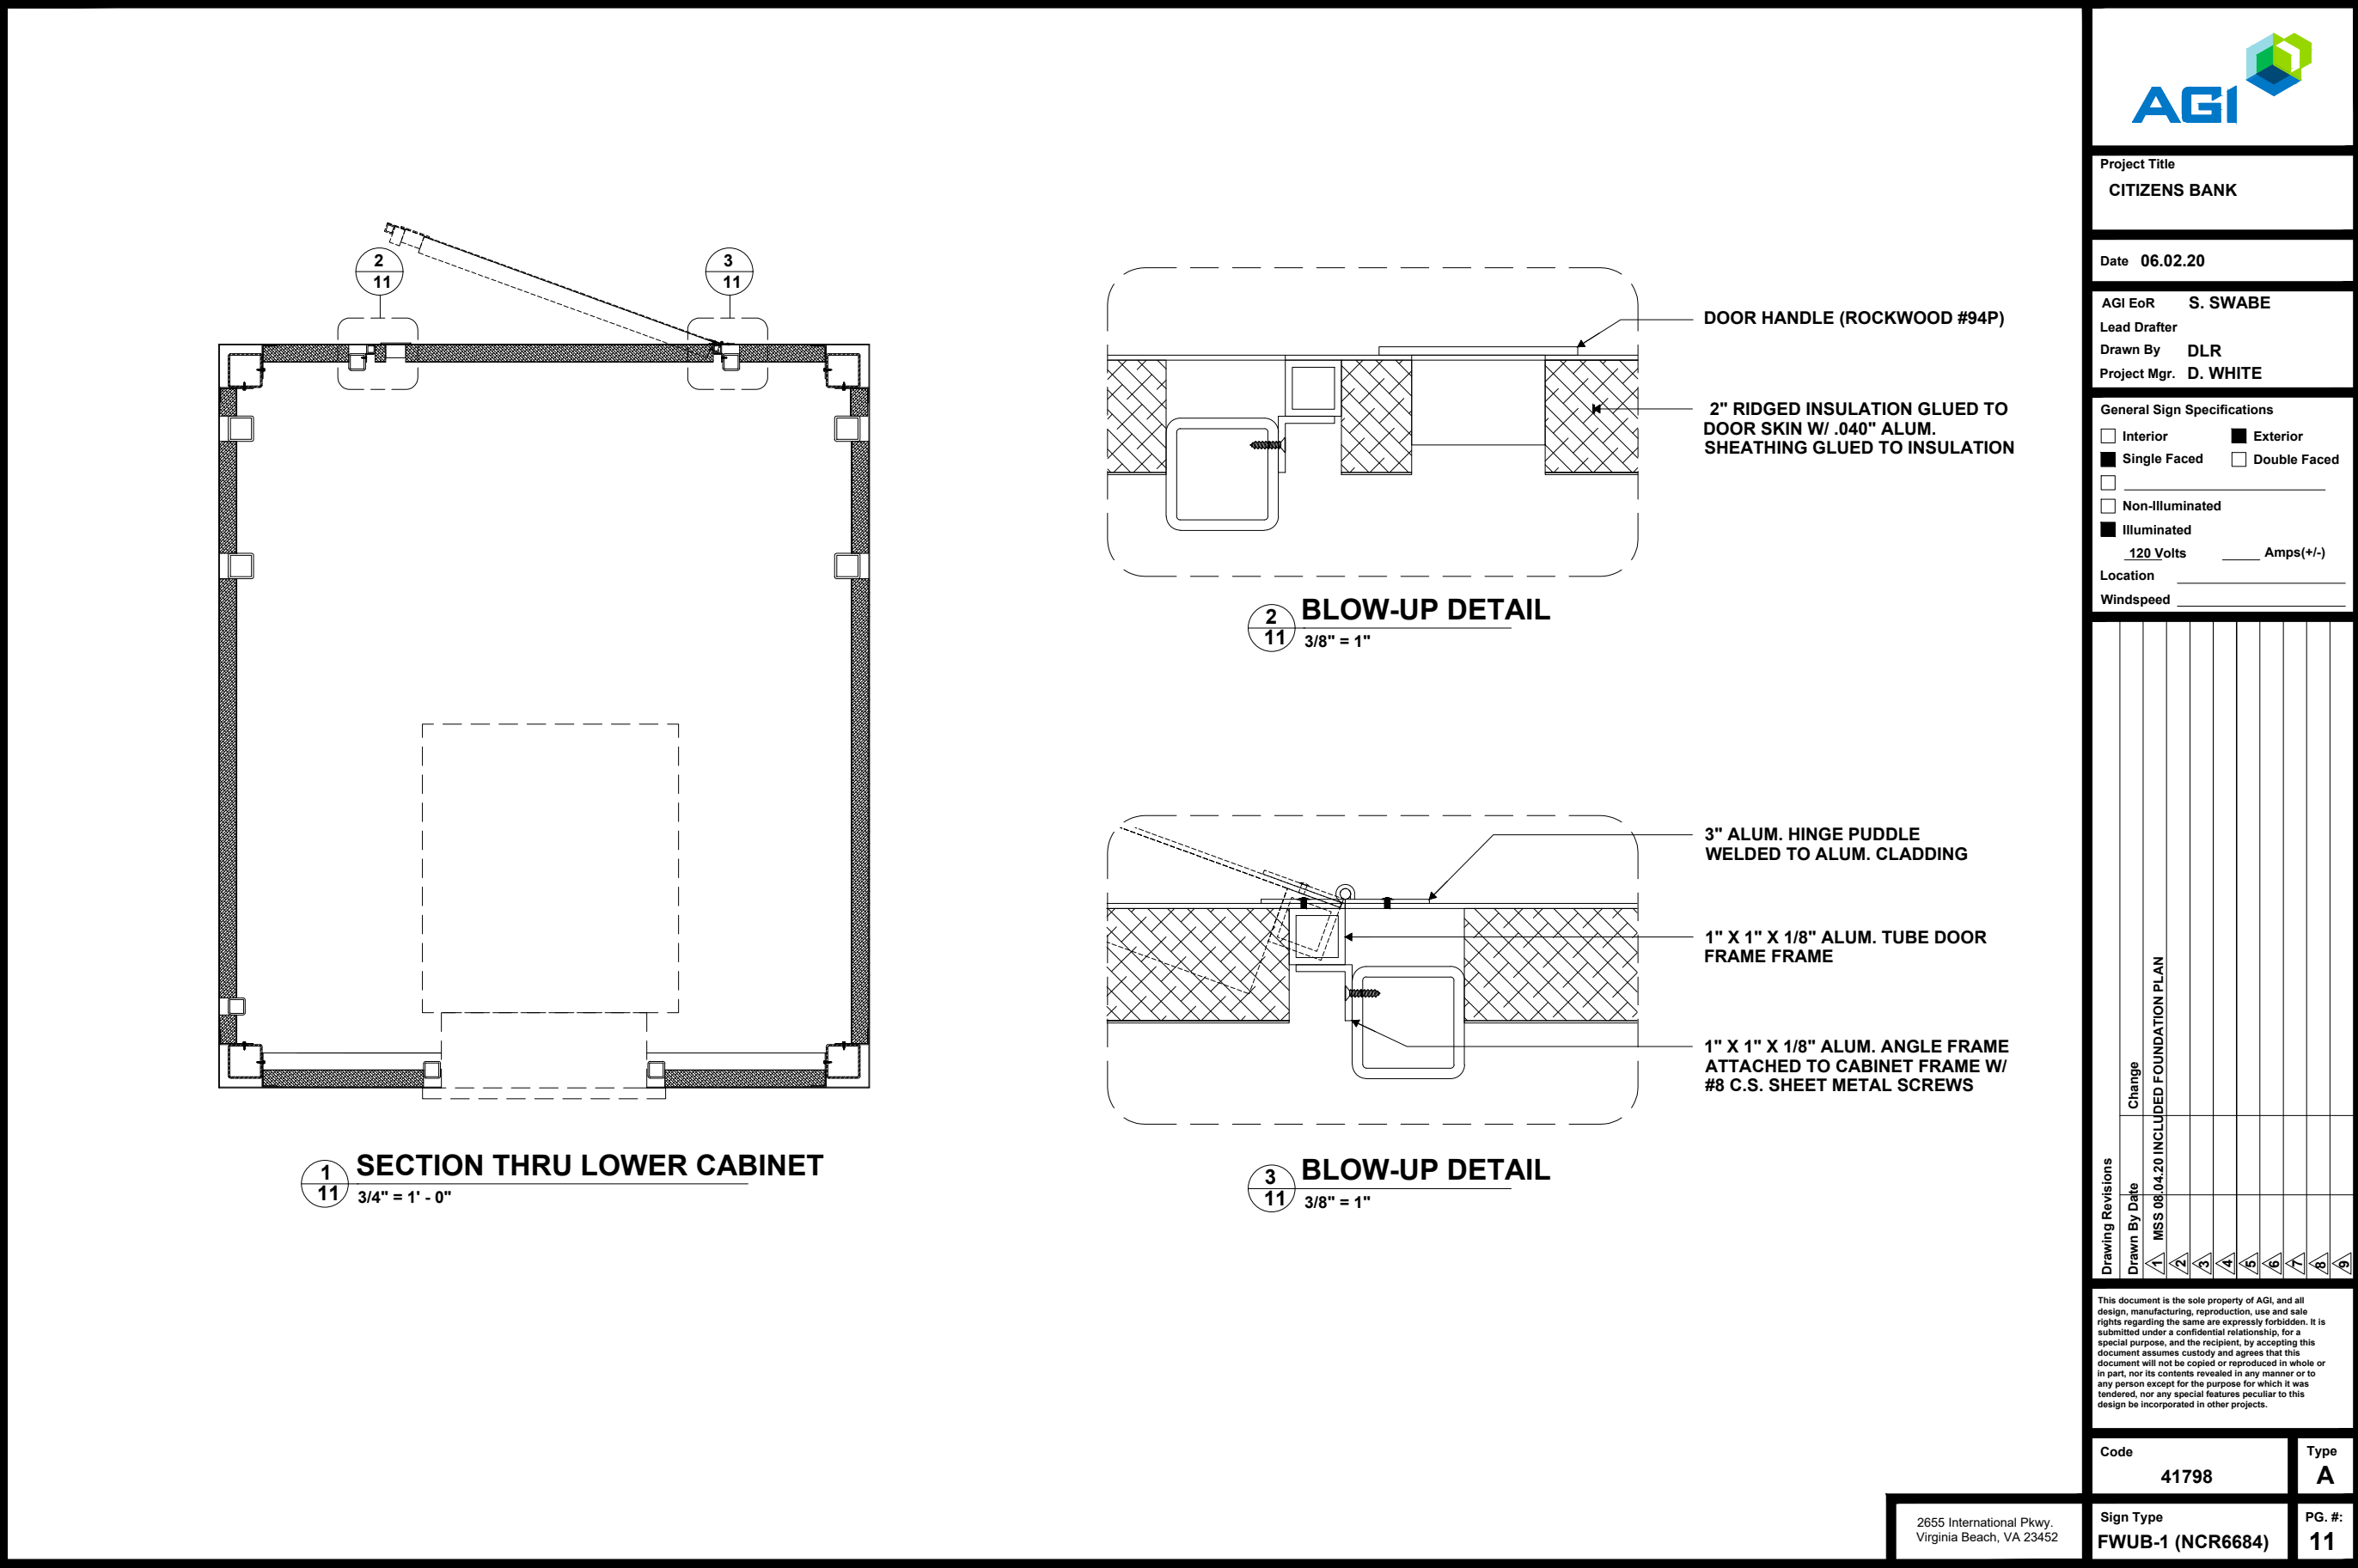 2
11
3
11
1
11
SECTION THRU LOWER CABINET
3/4" = 1' - 0"
DOOR HANDLE (ROCKWOOD #94P)
2" RIDGED INSULATION GLUED TO
DOOR SKIN W/ .040" ALUM.
SHEATHING GLUED TO INSULATION
2
11
BLOW-UP DETAIL
3/8" = 1"
3" ALUM. HINGE PUDDLE
WELDED TO ALUM. CLADDING
1" X 1" X 1/8" ALUM. TUBE DOOR
FRAME FRAME
1" X 1" X 1/8" ALUM. ANGLE FRAME
ATTACHED TO CABINET FRAME W/
#8 C.S. SHEET METAL SCREWS
3
11
BLOW-UP DETAIL
3/8" = 1"
AGI
Project Title
CITIZENS BANK
Date 06.02.20
AGI EoR S. SWABE
Lead Drafter
Drawn By DLR
Project Mgr. D. WHITE
General Sign Specifications
Interior Exterior
Single Faced Double Faced
Non-Illuminated
Illuminated
120 Volts Amps(+/-)
Location
Windspeed
Drawing Revisions
Drawn By Date Change
1 MSS 08.04.20 INCLUDED FOUNDATION PLAN
2
3
4
5
6
7
8
9
This document is the sole property of AGI, and all
design, manufacturing, reproduction, use and sale
rights regarding the same are expressly forbidden. It is
submitted under a confidential relationship, for a
special purpose, and the recipient, by accepting this
document assumes custody and agrees that this
document will not be copied or reproduced in whole or
in part, nor its contents revealed in any manner or to
any person except for the purpose for which it was
tendered, nor any special features peculiar to this
design be incorporated in other projects.
Code
41798
Type
A
Sign Type
FWUB-1 (NCR6684)
PG. #:
11
2655 International Pkwy.
Virginia Beach, VA 23452